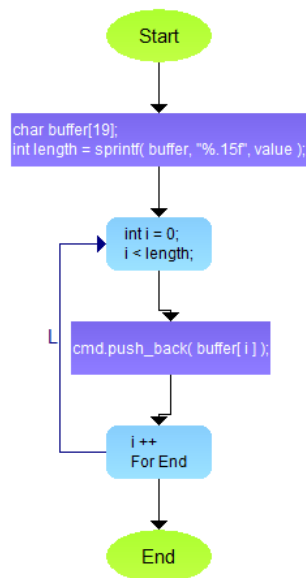 Start
char buffer[19];
int length = sprintf( buffer, "%.15f", value );
int i = 0;
i < length;
L
cmd.push_back( buffer[ i ] );
i ++
For End
End